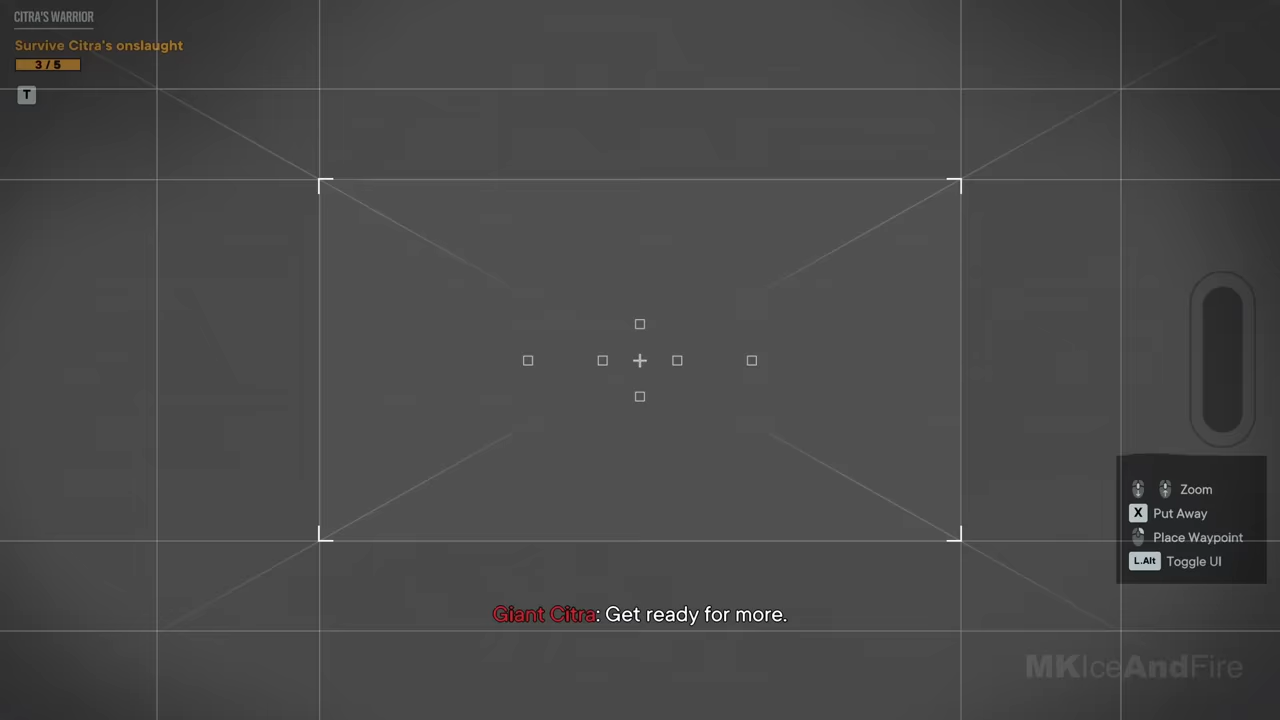 CITRA'S WARRIOR
Survive Citra's onslaught
3 / 5
T
Zoom
X Put Away
Place Waypoint
L.Alt Toggle UI
Giant Citra: Get ready for more.
MKIceAndFire